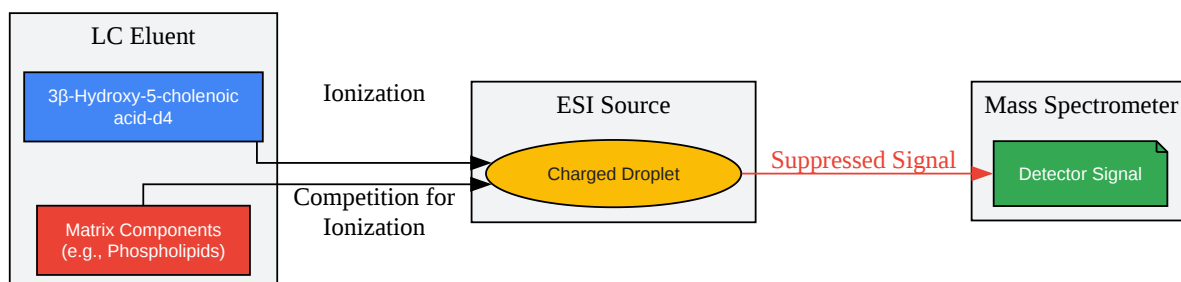 LC Eluent
3β-Hydroxy-5-cholenoic
acid-d4
Matrix Components
(e.g., Phospholipids)
Ionization
Competition for
Ionization
ESI Source
Charged Droplet
Suppressed Signal
Mass Spectrometer
Detector Signal